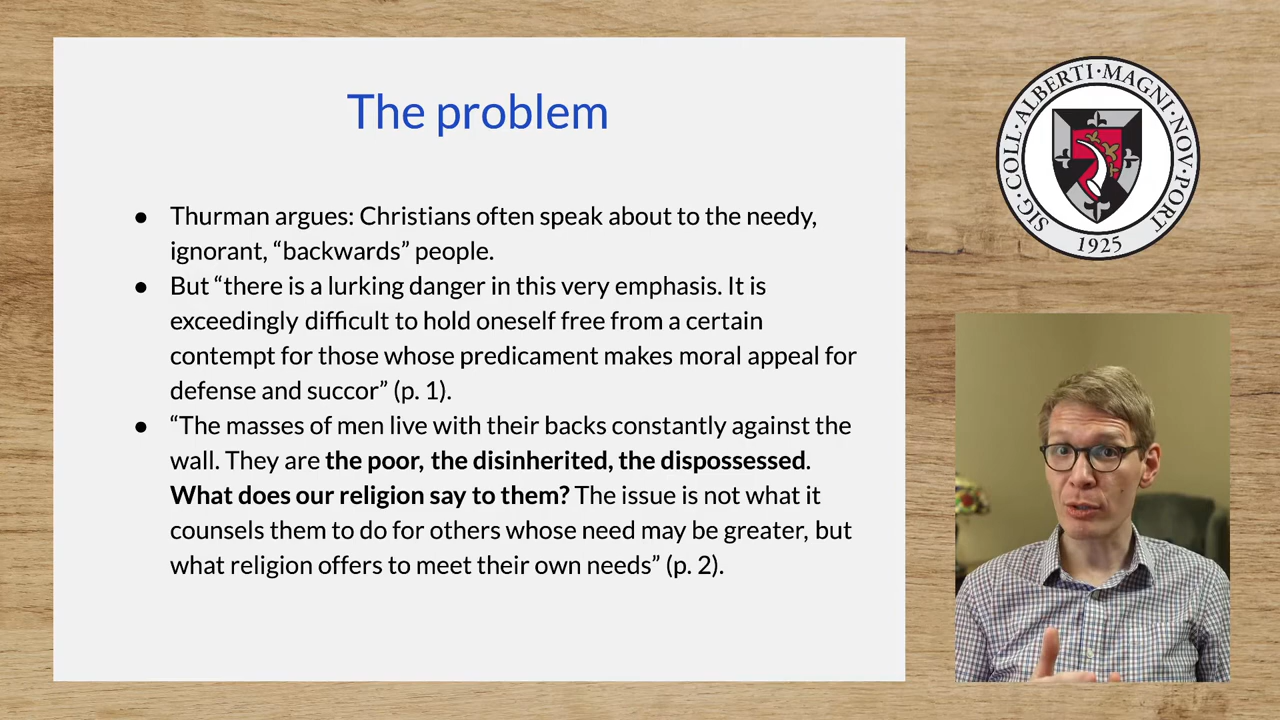 The problem
● Thurman argues: Christians often speak about to the needy,
ignorant, “backwards” people.
● But “there is a lurking danger in this very emphasis. It is
exceedingly difficult to hold oneself free from a certain
contempt for those whose predicament makes moral appeal for
defense and succor” (p. 1).
● “The masses of men live with their backs constantly against the
wall. They are the poor, the disinherited, the dispossessed.
What does our religion say to them? The issue is not what it
counsels them to do for others whose need may be greater, but
what religion offers to meet their own needs” (p. 2).
SIG·COLL·ALBERTI·MAGNI·NOV·PORT
1925